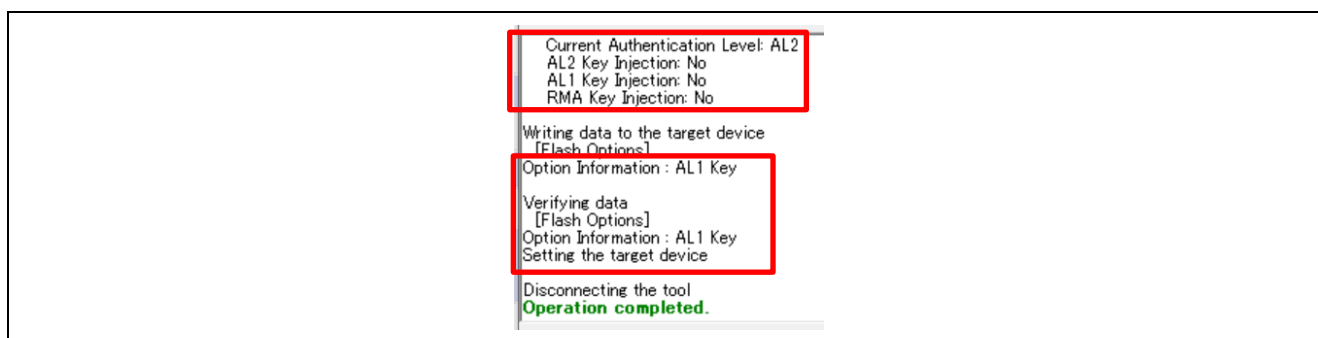 Current Authentication Level: AL2
AL2 Key Injection: No
AL1 Key Injection: No
RMA Key Injection: No
Writing data to the target device
[Flash Options]
Option Information : AL1 Key
Verifying data
[Flash Options]
Option Information : AL1 Key
Setting the target device
Disconnecting the tool
Operation completed.